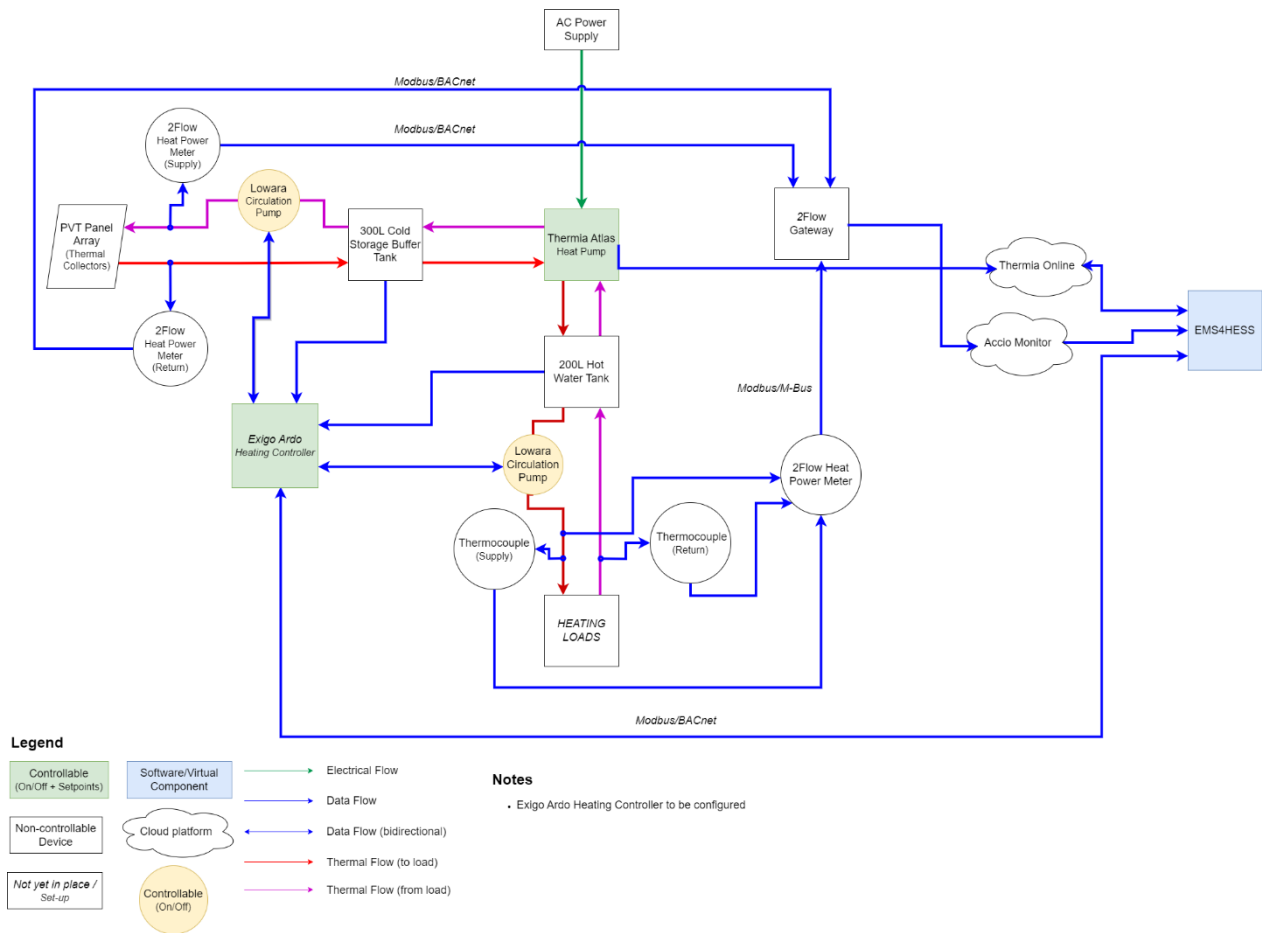 AC Power
Supply
Modbus/BACnet
2Flow
Heat Power
Meter
(Supply)
Modbus/BACnet
Lowara
Circulation
Pump
PVT Panel
Array
(Thermal
Collectors)
300L Cold
Storage Buffer
Tank
Thermia Atlas
Heat Pump
2Flow
Gateway
Thermia Online
2Flow
Heat Power
Meter
(Return)
Accio Monitor
EMS4HESS
200L Hot
Water Tank
Modbus/M-Bus
Exigo Ardo
Heating Controller
Lowara
Circulation
Pump
2Flow Heat
Power Meter
Thermocouple
(Supply)
Thermocouple
(Return)
HEATING
LOADS
Modbus/BACnet
Legend
Controllable
(On/Off + Setpoints)
Software/Virtual
Component
Electrical Flow
Data Flow
Non-controllable
Device
Cloud platform
Data Flow (bidirectional)
Thermal Flow (to load)
Not yet in place /
Set-up
Controllable
(On/Off)
Thermal Flow (from load)
Notes
• Exigo Ardo Heating Controller to be configured